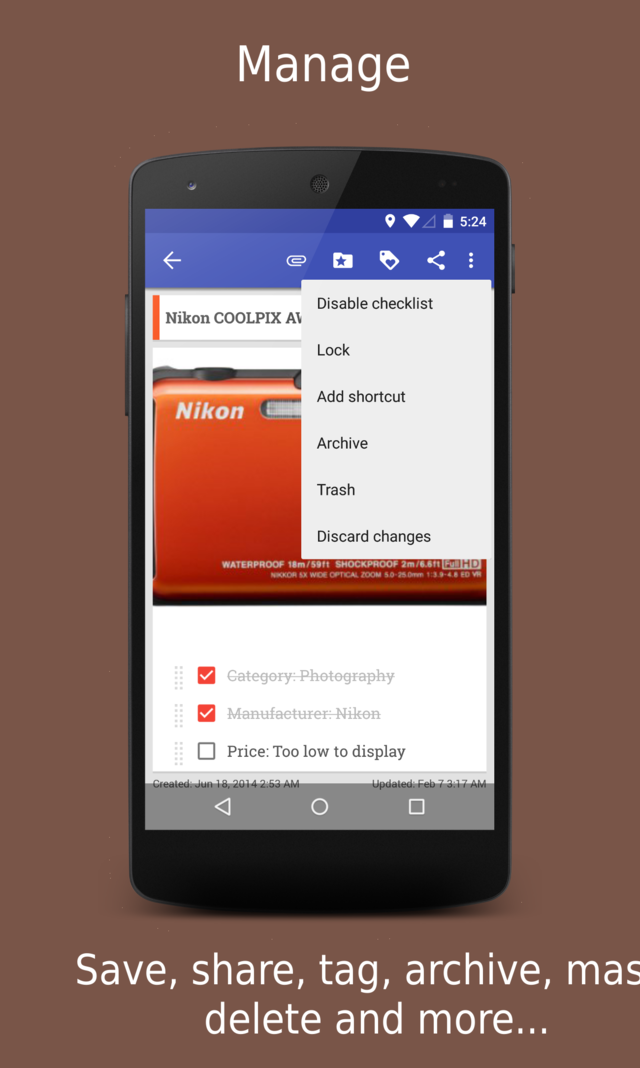 Manage
5:24
Disable checklist
Nikon COOLPIX
Lock
Add shortcut
Nikon
Archive
Trash
Discard changes
WATERPROOF 18m/59ft SHOCKPROOF 2m/6.6ft Full HD
NIKKOR 5X WIDE OPTICAL ZOOM 5.0-25.0mm 1:3.9-4.8 ED VR
Category: Photography
Manufacturer: Nikon
Price: Too low to display
Created: Jun 18, 2014 2:53 AM Updated: Feb 7 3:17 AM
Save, share, tag, archive,
delete and more...